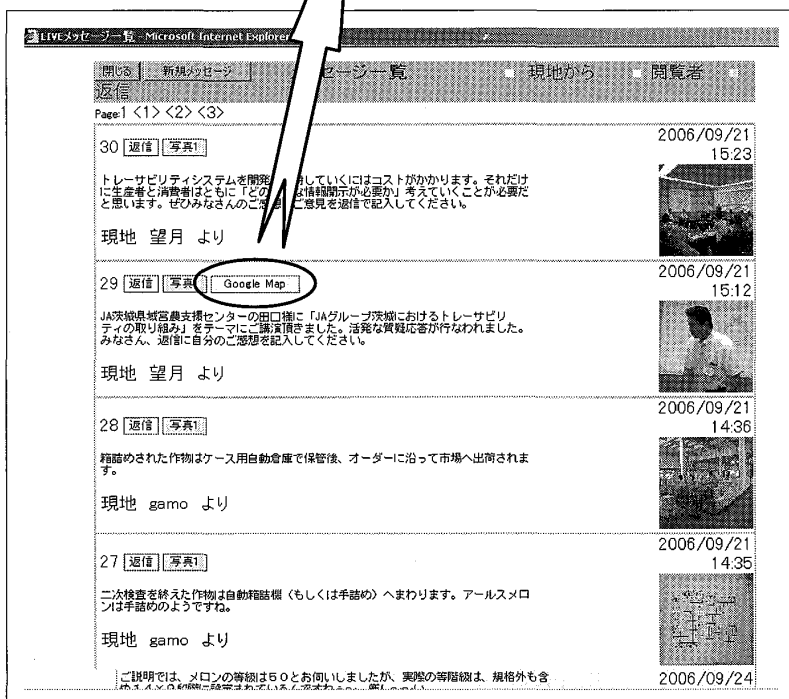 LIVEメッセージ一覧 - Microsoft Internet Explorer
閉じる 新規メッセージ セージ一覧 現地から 閲覧者
返信
Page:1 <1> <2> <3>
30 返信 写真1 2006/09/21 15:23
トレーサビリティシステムを開発 していくにはコストがかかります。それだけ
に生産者と消費者はともに「どの な情報開示が必要か」考えていくことが必要だ
と思います。ぜひみなさんのご ご意見を返信で記入してください。
現地 望月 より
29 返信 写真 Google Map 2006/09/21 15:12
JA茨城県域営農支援センターの田口様に「JAグループ茨城におけるトレーサビリ
ティの取り組み」をテーマにご講演頂きました。活発な質疑応答が行なわれました。
みなさん、返信に自分のご感想を記入してください。
現地 望月 より
28 返信 写真1 2006/09/21 14:36
箱詰めされた作物はケース用自動倉庫で保管後、オーダーに沿って市場へ出荷されま
す。
現地 gamo より
27 返信 写真1 2006/09/21 14:35
二次検査を終えた作物は自動箱詰機（もしくは手詰め）へまわります。アールスメロ
ンは手詰めのようですね。
現地 gamo より
ご説明では、メロンの等級は50とお伺いしましたが、実際の等階級は、規格外も含 2006/09/24